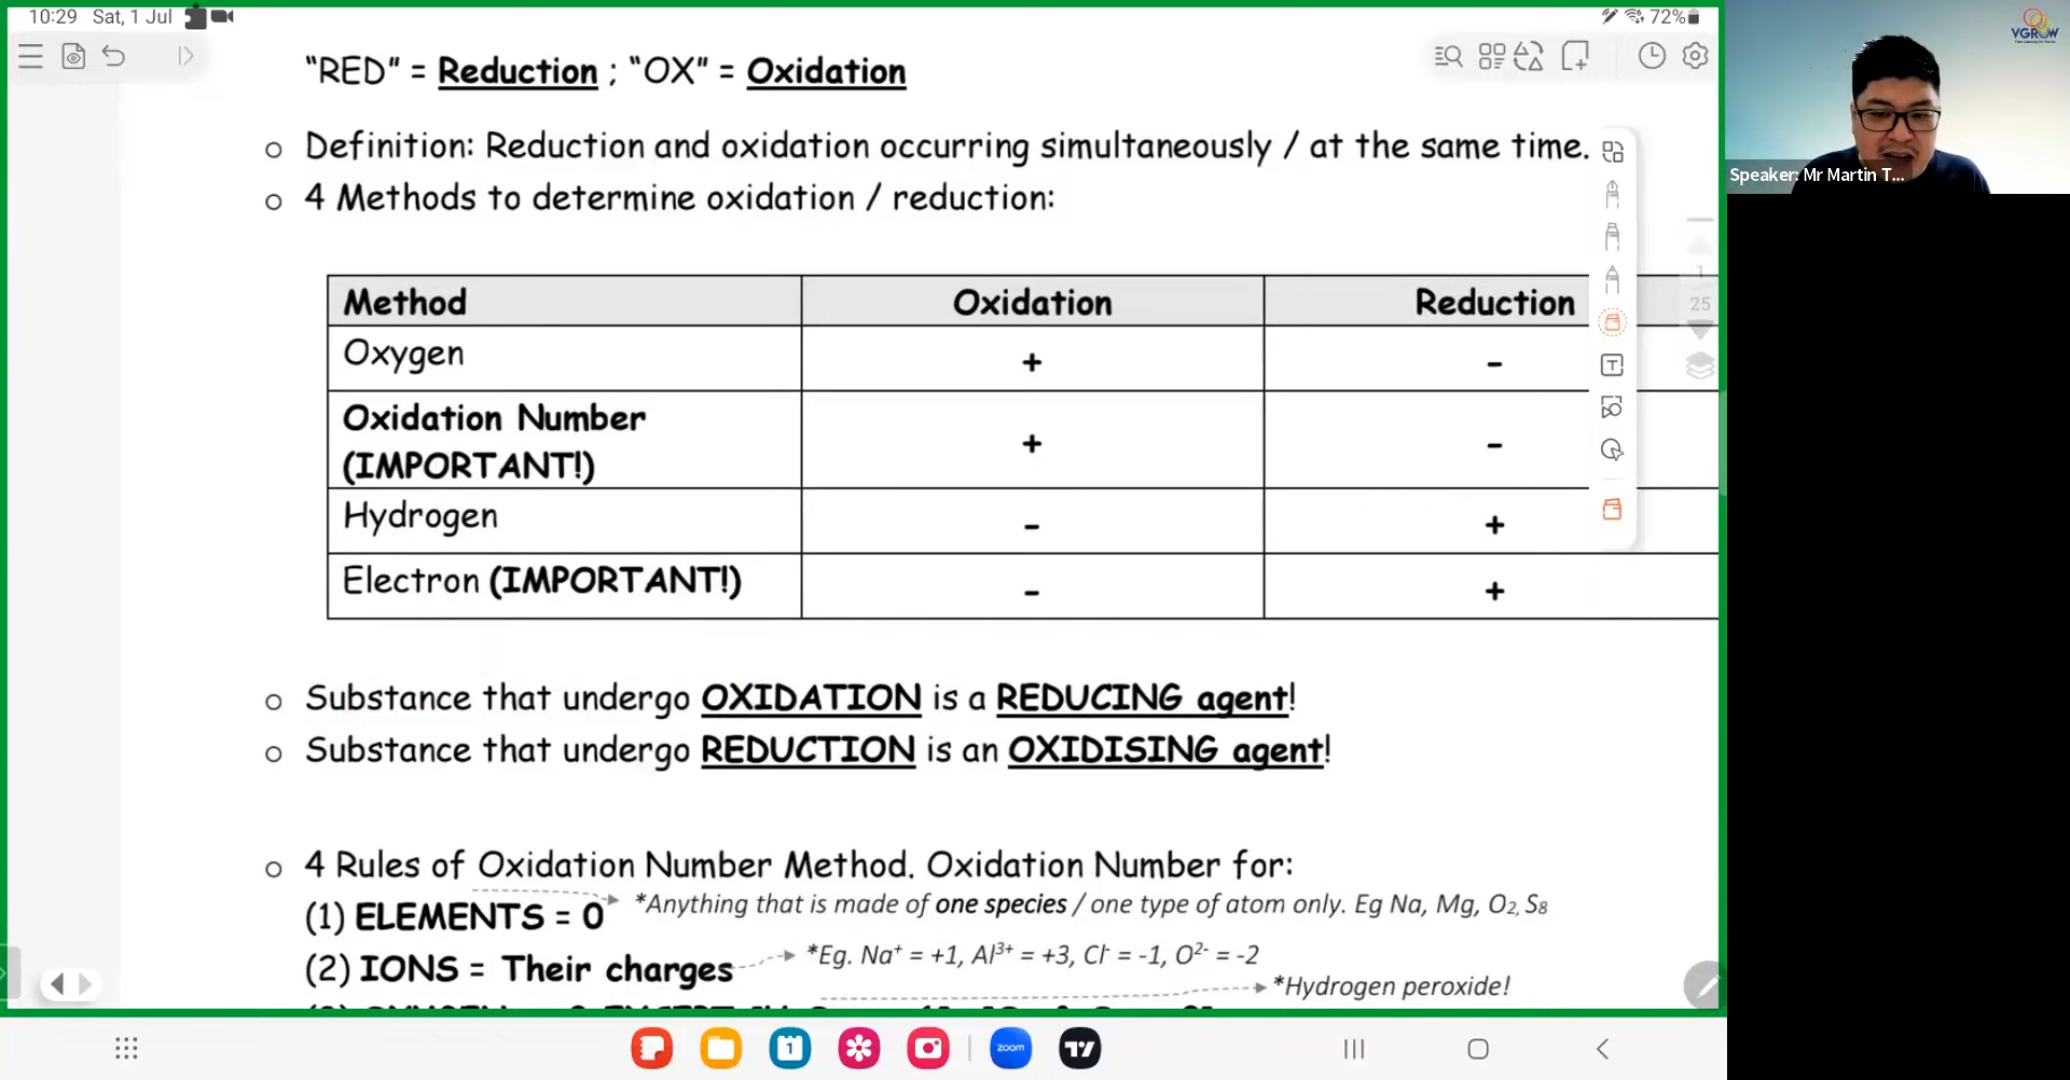 10:29 Sat, 1 Jul
72%
"RED" = Reduction ; "OX" = Oxidation
VGROW
o Definition: Reduction and oxidation occurring simultaneously / at the same time.
o 4 Methods to determine oxidation / reduction:
Speaker: Mr Martin T...
Method Oxidation Reduction
1
25
Oxygen + -
Oxidation Number + -
(IMPORTANT!)
Hydrogen - +
Electron (IMPORTANT!) - +
o Substance that undergo OXIDATION is a REDUCING agent!
o Substance that undergo REDUCTION is an OXIDISING agent!
o 4 Rules of Oxidation Number Method. Oxidation Number for:
(1) ELEMENTS = 0 *Anything that is made of one species / one type of atom only. Eg Na, Mg, O₂, S₈
(2) IONS = Their charges *Eg. Na⁺ = +1, Al³⁺ = +3, Cl⁻ = -1, O²⁻ = -2
*Hydrogen peroxide!
1
zoom